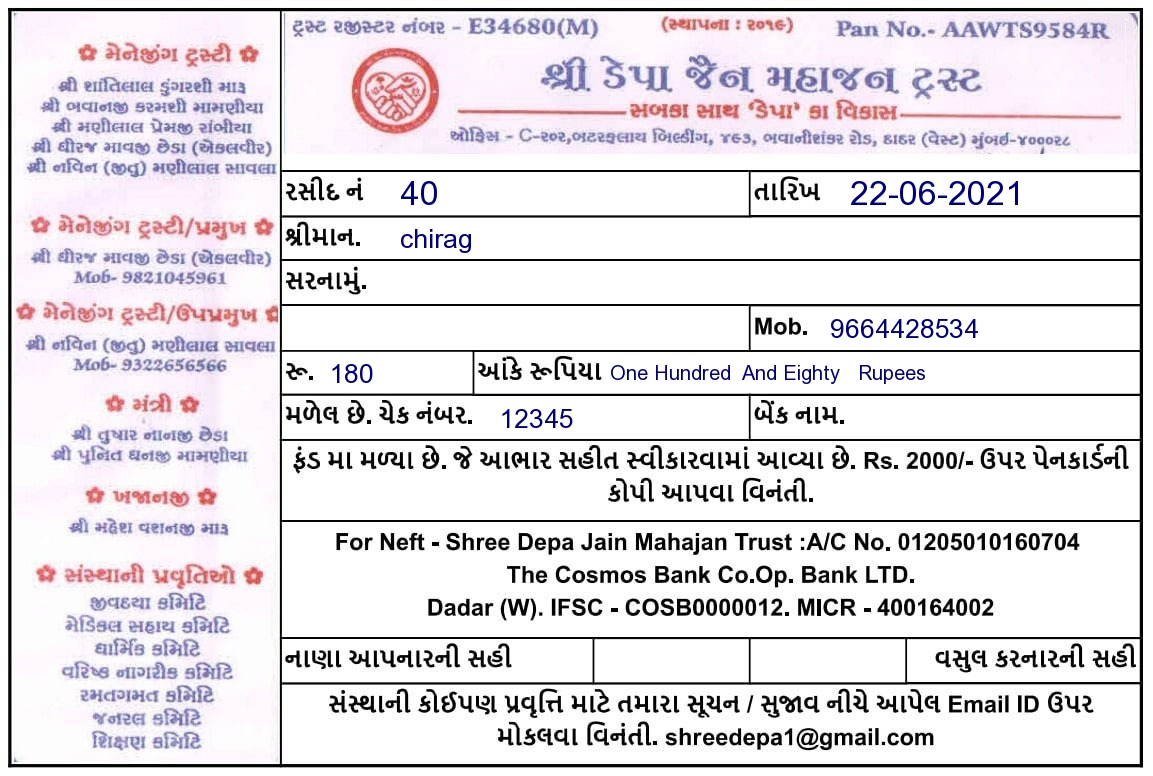 ✿ મેનેજીંગ ટ્રસ્ટી ✿
શ્રી શાંતિલાલ ડુંગરશી મારૂ
શ્રી બવાનજી કરમશી મામણીયા
શ્રી મણીલાલ પ્રેમજી રાંભીયા
શ્રી ધીરજ માવજી છેડા (એકલવીર)
શ્રી નવિન (જીતુ) મણીલાલ સાવલા
✿ મેનેજીંગ ટ્રસ્ટી/પ્રમુખ ✿
શ્રી ધીરજ માવજી છેડા (એકલવીર)
Mob- 9821045961
✿ મેનેજીંગ ટ્રસ્ટી/ઉપપ્રમુખ ✿
શ્રી નવિન (જીતુ) મણીલાલ સાવલા
Mob- 9322656566
✿ મંત્રી ✿
શ્રી તુષાર નાનજી છેડા
શ્રી પુનિત ધનજી મામણીયા
✿ ખજાનજી ✿
શ્રી મહેશ વશનજી મારૂ
✿ સંસ્થાની પ્રવૃતિઓ ✿
જીવદયા કમિટિ
મેડિકલ સહાય કમિટિ
ધાર્મિક કમિટિ
વરિષ્ક નાગરીક કમિટિ
રમતગમત કમિટિ
જનરલ કમિટિ
શિક્ષણ કમિટિ
ટ્રસ્ટ રજીસ્ટર નંબર - E34680(M) (સ્થાપના : ૨૦૧૯) Pan No.- AAWTS9584R
શ્રી ડેપા જૈન મહાજન ટ્રસ્ટ
સબકા સાથ 'ડેપા' કા વિકાસ
ઓફિસ - C-૨૦૨,બટરફલાય બિલ્ડીંગ, ૪૬૩, ભવાનીશંકર રોડ, દાદર (વેસ્ટ) મુંબઈ-૪૦૦૦૨૮
રસીદ નં 40 તારિખ 22-06-2021
શ્રીમાન. chirag
સરનામું.
Mob. 9664428534
રૂ. 180 આંકે રૂપિયા One Hundred And Eighty Rupees
મળેલ છે. ચેક નંબર. 12345 બેંક નામ.
ફંડ મા મળ્યા છે. જે આભાર સહીત સ્વીકારવામાં આવ્યા છે. Rs. 2000/- ઉપર પેનકાર્ડની
કોપી આપવા વિનંતી.
For Neft - Shree Depa Jain Mahajan Trust :A/C No. 01205010160704
The Cosmos Bank Co.Op. Bank LTD.
Dadar (W). IFSC - COSB0000012. MICR - 400164002
નાણા આપનારની સહી વસુલ કરનારની સહી
સંસ્થાની કોઈપણ પ્રવૃત્તિ માટે તમારા સૂચન / સુજાવ નીચે આપેલ Email ID ઉપર
મોકલવા વિનંતી. shreedepa1@gmail.com